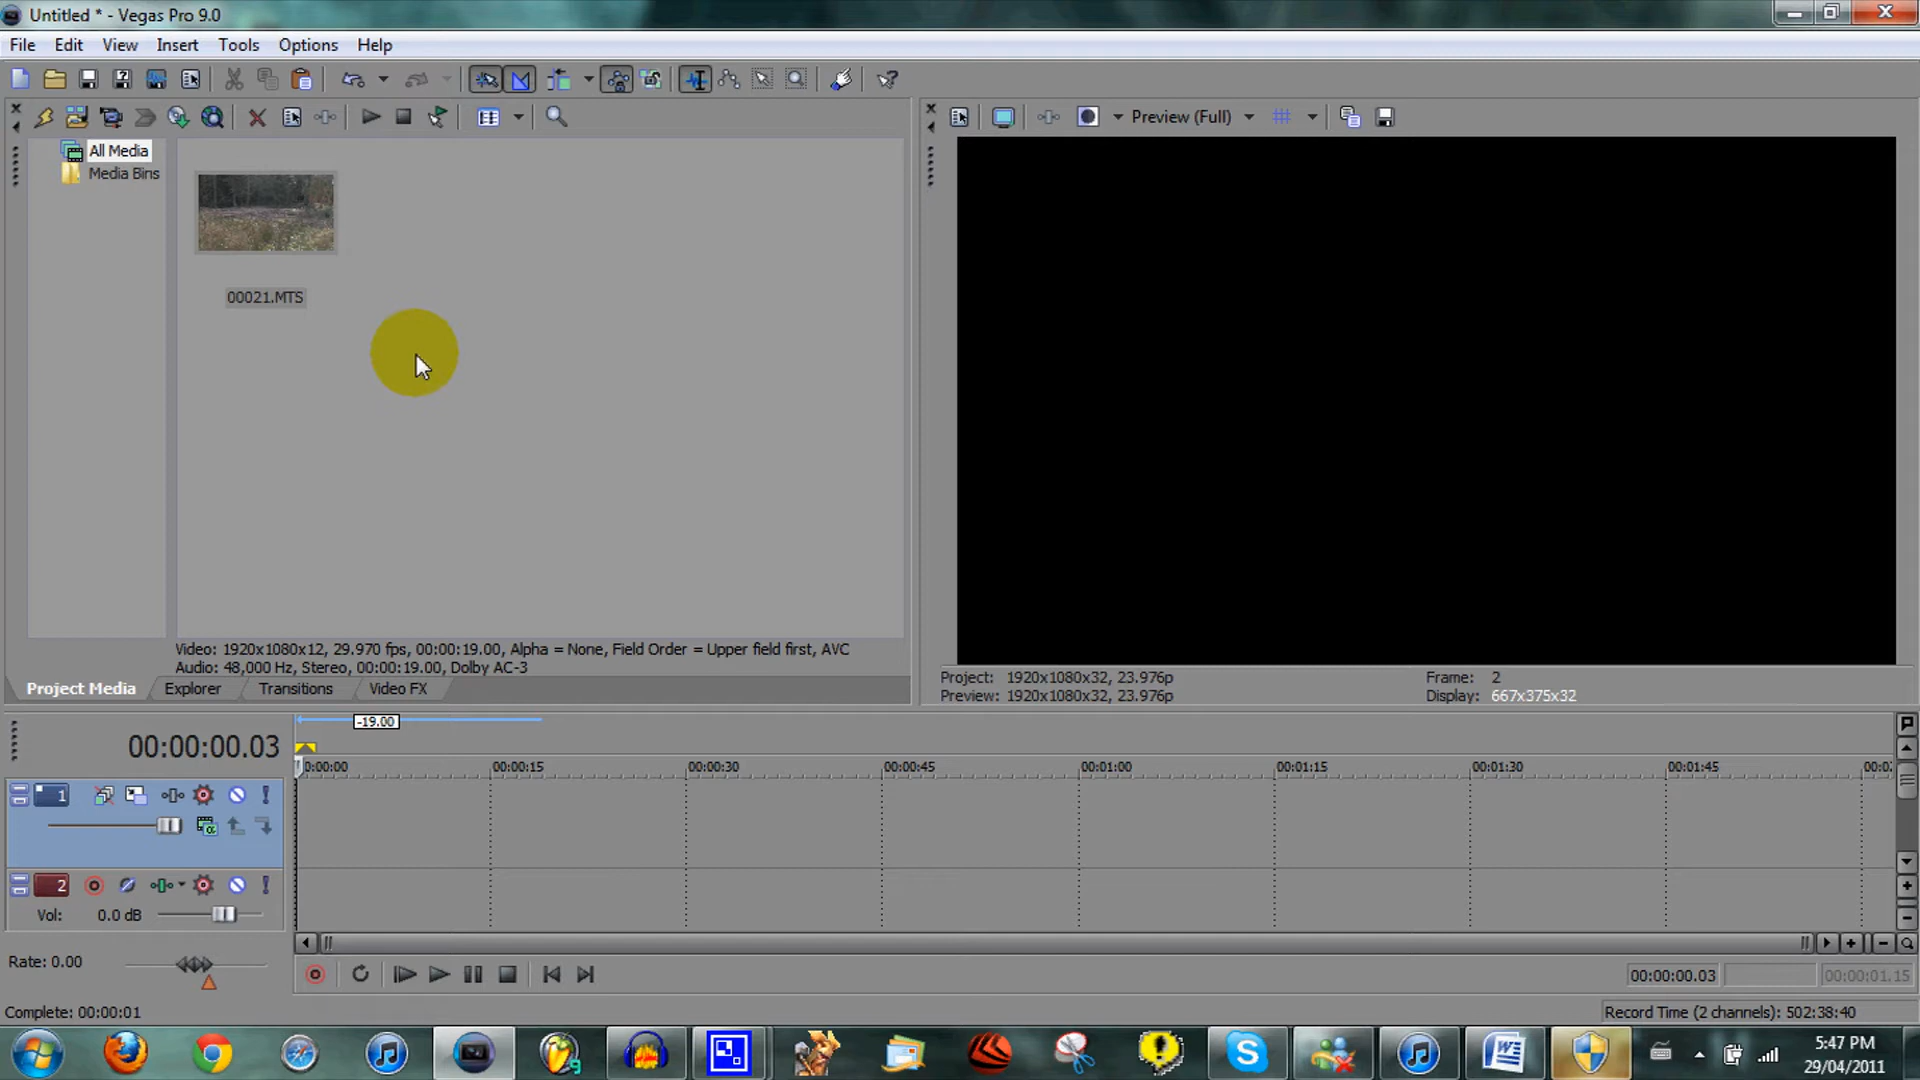 Untitled * - Vegas Pro 9.0
File Edit View Insert Tools Options Help
Preview (Full)
All Media
Media Bins
00021.MTS
Video: 1920x1080x12, 29.970 fps, 00:00:19.00, Alpha = None, Field Order = Upper field first, AVC
Audio: 48,000 Hz, Stereo, 00:00:19.00, Dolby AC-3
Project Media Explorer Transitions Video FX
Project: 1920x1080x32, 23.976p
Preview: 1920x1080x32, 23.976p
Frame: 2
Display: 667x375x32
-19.00
00:00:00.03
0:00:00 00:00:15 00:00:30 00:00:45 00:01:00 00:01:15 00:01:30 00:01:45
1
2
Vol: 0.0 dB
Rate: 0.00
00:00:00.03 00:00:01.15
Complete: 00:00:01
Record Time (2 channels): 502:38:40
5:47 PM
29/04/2011